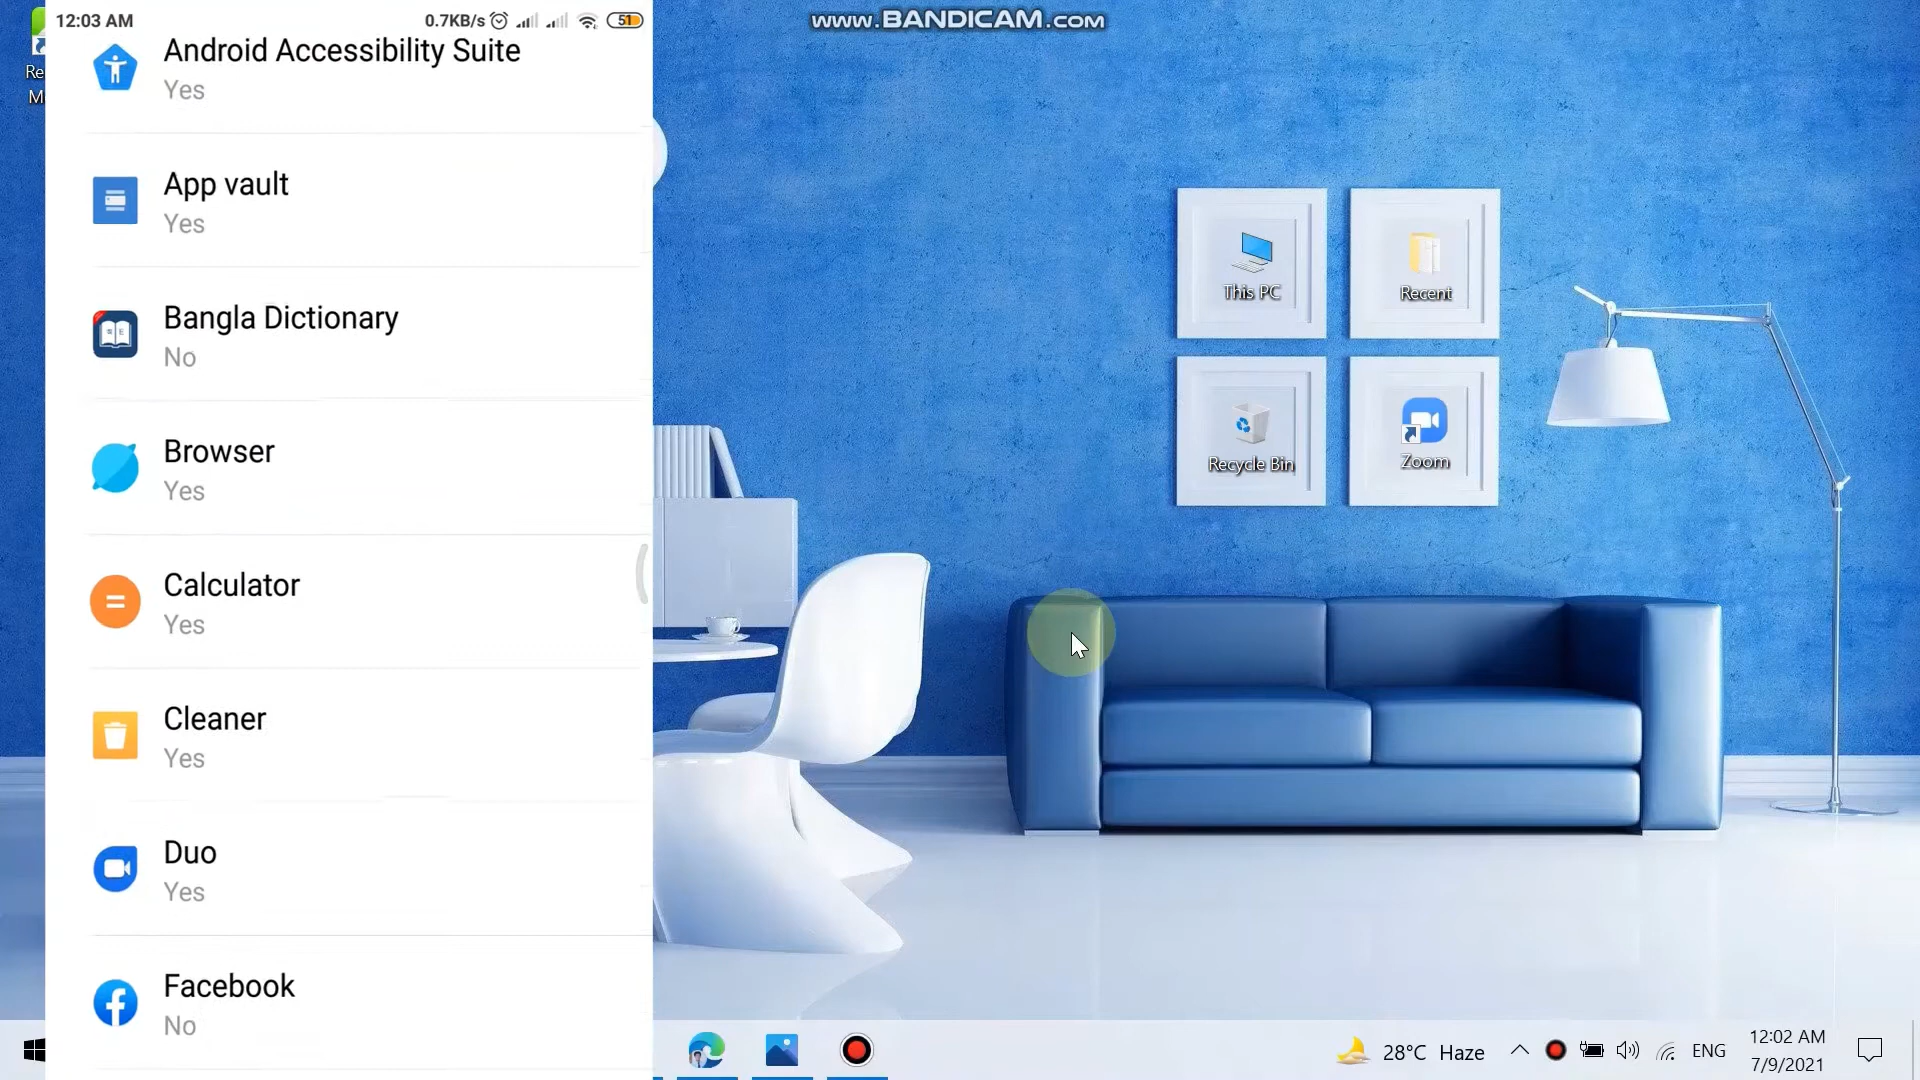 12:03 AM
0.7KB/s
51
Android Accessibility Suite
Yes
App vault
Yes
Bangla Dictionary
No
Browser
Yes
Calculator
Yes
Cleaner
Yes
Duo
Yes
Facebook
No
Re
M
www.BANDICAM.com
This PC
Recent
Recycle Bin
Zoom
28°C Haze
ENG
12:02 AM
7/9/2021